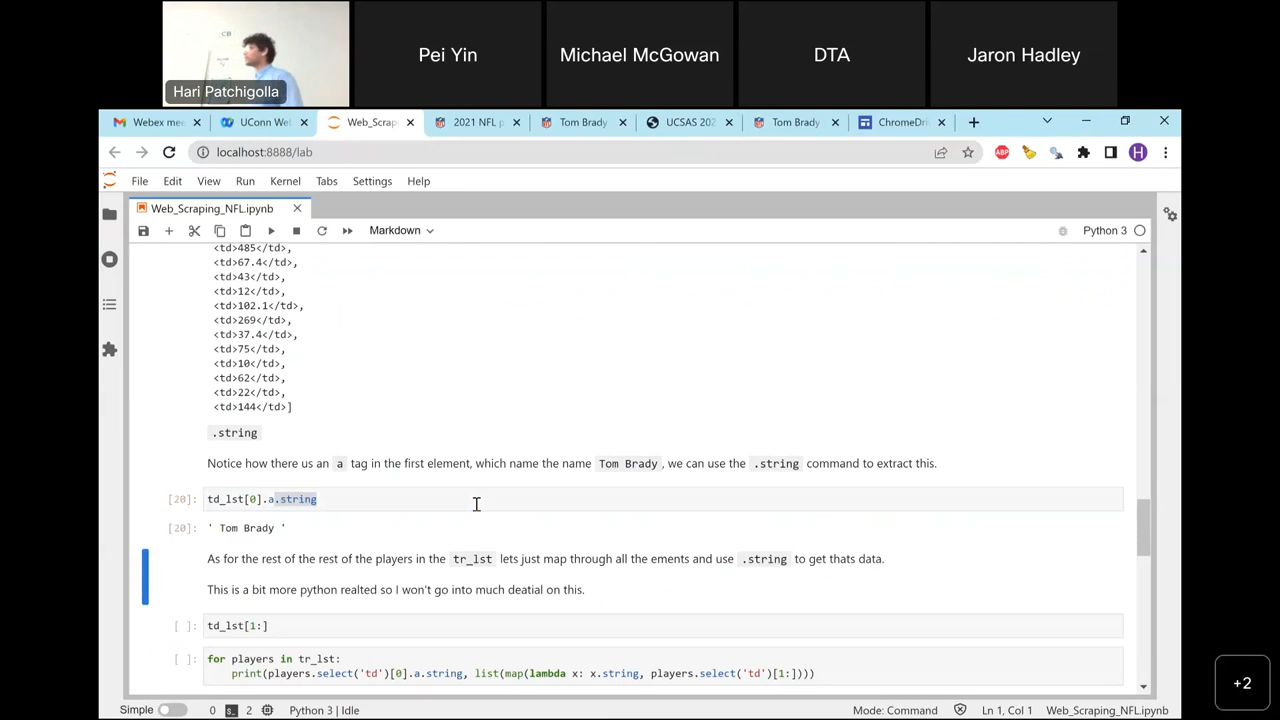 CB
Hari Patchigolla
Pei Yin
Michael McGowan
DTA
Jaron Hadley
Webex mee
UConn Wel
Web_Scrap
2021 NFL p
Tom Brady
UCSAS 202
Tom Brady
ChromeDri
localhost:8888/lab
ABP
H
File Edit View Run Kernel Tabs Settings Help
Web_Scraping_NFL.ipynb
Markdown
Python 3
<td>485</td>,
<td>67.4</td>,
<td>43</td>,
<td>12</td>,
<td>102.1</td>,
<td>269</td>,
<td>37.4</td>,
<td>75</td>,
<td>10</td>,
<td>62</td>,
<td>22</td>,
<td>144</td>]
.string
Notice how there us an a tag in the first element, which name the name Tom Brady, we can use the .string command to extract this.
[20]: td_lst[0].a.string
[20]: ' Tom Brady '
As for the rest of the rest of the players in the tr_lst lets just map through all the ements and use .string to get thats data.
This is a bit more python realted so I won't go into much deatial on this.
[ ]: td_lst[1:]
[ ]: for players in tr_lst:
print(players.select('td')[0].a.string, list(map(lambda x: x.string, players.select('td')[1:])))
Simple 0 2 Python 3 | Idle Mode: Command Ln 1, Col 1 Web_Scraping_NFL.ipynb
+2